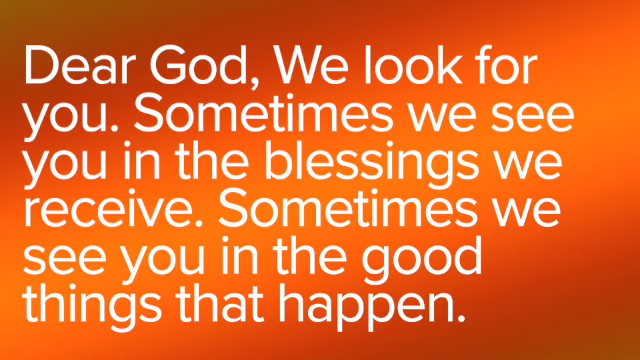 Dear God, We look for
you. Sometimes we see
you in the blessings we
receive. Sometimes we
see you in the good
things that happen.